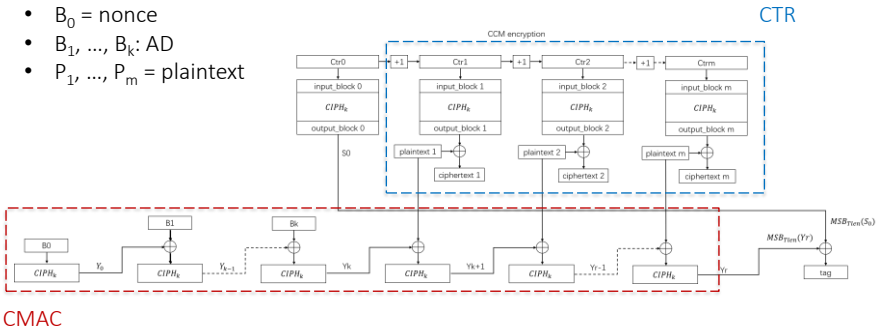 • B₀ = nonce
• B₁, …, Bₖ: AD
• P₁, …, Pₘ = plaintext
CTR
CCM encryption
Ctr0 +1 Ctr1 +1 Ctr2 +1 Ctrm
input_block 0 input_block 1 input_block 2 input_block m
CIPHₖ CIPHₖ CIPHₖ CIPHₖ
output_block 0 output_block 1 output_block 2 output_block m
S0 plaintext 1 plaintext 2 plaintext m
ciphertext 1 ciphertext 2 ciphertext m
B1 Bk MSB_Tlen(S₀)
B0 MSB_Tlen(Yr)
Y₀ Yₖ₋₁ Yk Yk+1 Yr-1 Yr
CIPHₖ CIPHₖ CIPHₖ CIPHₖ CIPHₖ CIPHₖ tag
CMAC